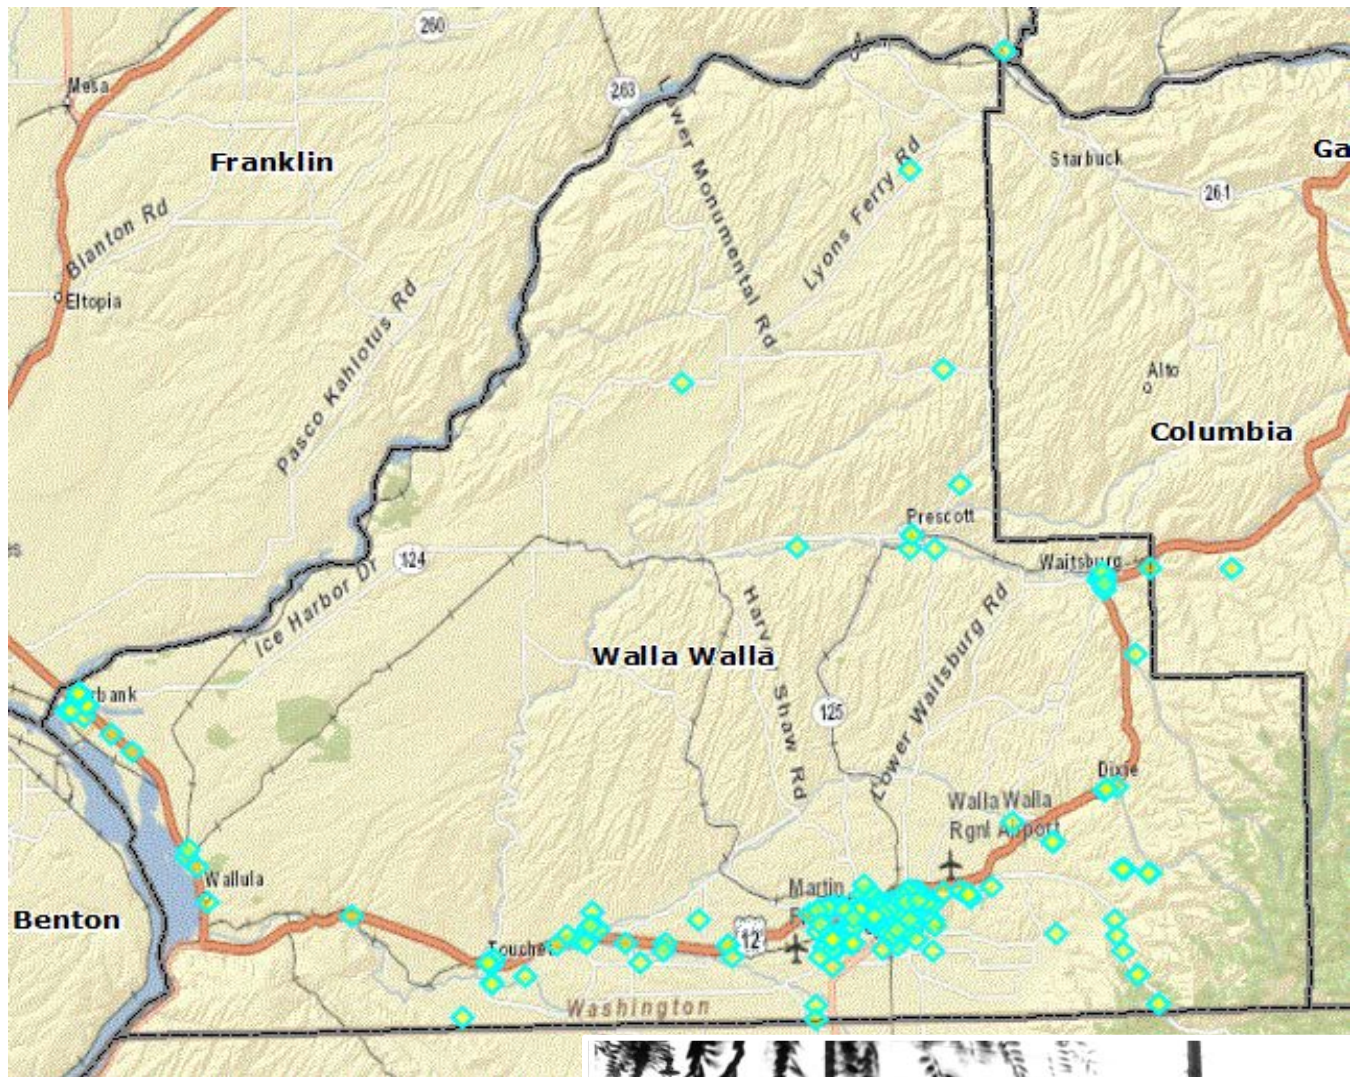 260
Mesa
263
Franklin
Lower Monumental Rd
Lyons Ferry Rd
Starbuck
Ga
261
Blanton Rd
Eltopia
Pasco Kahlotus Rd
Alto
Columbia
Prescott
124
Waitsburg
Ice Harbor Dr
Harvey Shaw Rd
Lower Waitsburg Rd
Walla Walla
rbank
125
Dixie
Walla Walla
Rgnl Airport
Wallula
Martin
Benton
Touchet
12
Washington